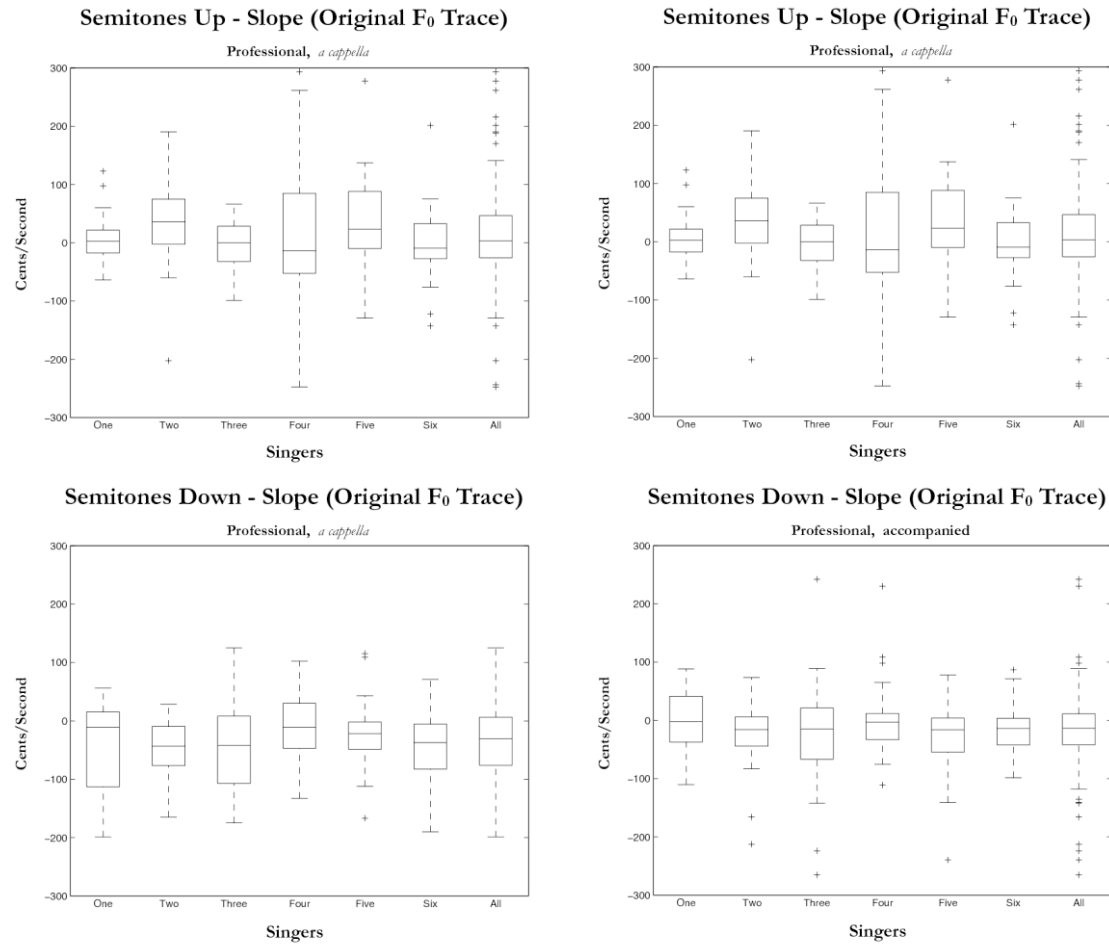 Semitones Up - Slope (Original F₀ Trace)
Professional, a cappella
Cents/Second
300
200
100
0
−100
−200
−300
One Two Three Four Five Six All
Singers
Semitones Up - Slope (Original F₀ Trace)
Professional, a cappella
Cents/Second
300
200
100
0
−100
−200
−300
One Two Three Four Five Six All
Singers
Semitones Down - Slope (Original F₀ Trace)
Professional, a cappella
Cents/Second
300
200
100
0
−100
−200
−300
One Two Three Four Five Six All
Singers
Semitones Down - Slope (Original F₀ Trace)
Professional, accompanied
Cents/Second
300
200
100
0
−100
−200
−300
One Two Three Four Five Six All
Singers